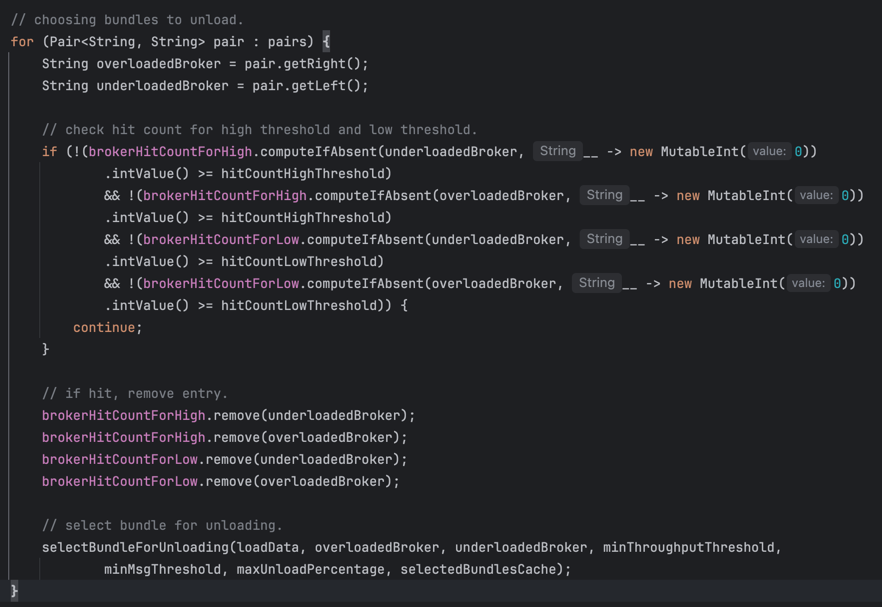 // choosing bundles to unload.
for (Pair<String, String> pair : pairs) {
    String overloadedBroker = pair.getRight();
    String underloadedBroker = pair.getLeft();

    // check hit count for high threshold and low threshold.
    if (!(brokerHitCountForHigh.computeIfAbsent(underloadedBroker, String __ -> new MutableInt( value: 0))
            .intValue() >= hitCountHighThreshold)
            && !(brokerHitCountForHigh.computeIfAbsent(overloadedBroker, String __ -> new MutableInt( value: 0))
            .intValue() >= hitCountHighThreshold)
            && !(brokerHitCountForLow.computeIfAbsent(underloadedBroker, String __ -> new MutableInt( value: 0))
            .intValue() >= hitCountLowThreshold)
            && !(brokerHitCountForLow.computeIfAbsent(overloadedBroker, String __ -> new MutableInt( value: 0))
            .intValue() >= hitCountLowThreshold)) {
        continue;
    }

    // if hit, remove entry.
    brokerHitCountForHigh.remove(underloadedBroker);
    brokerHitCountForHigh.remove(overloadedBroker);
    brokerHitCountForLow.remove(underloadedBroker);
    brokerHitCountForLow.remove(overloadedBroker);

    // select bundle for unloading.
    selectBundleForUnloading(loadData, overloadedBroker, underloadedBroker, minThroughputThreshold,
            minMsgThreshold, maxUnloadPercentage, selectedBundlesCache);
}